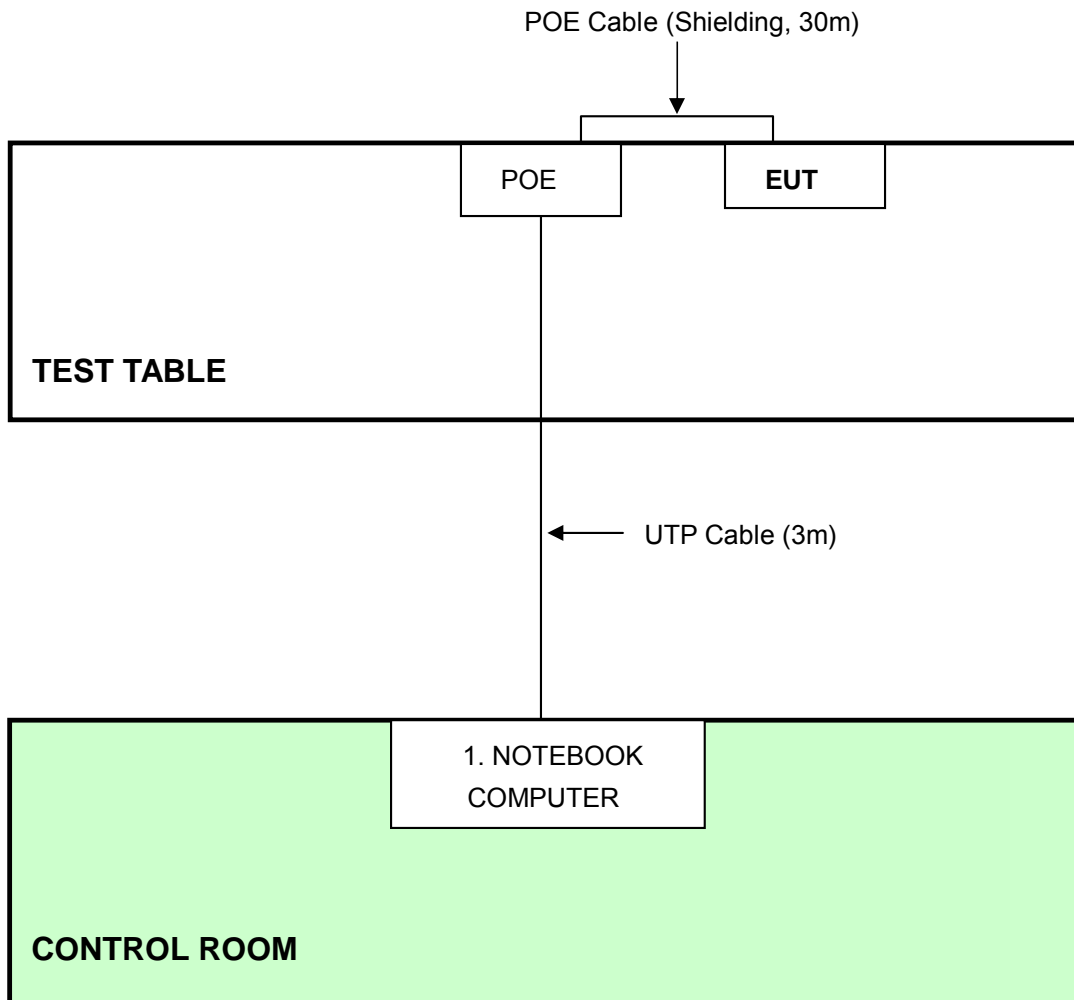 POE Cable (Shielding, 30m)
POE
EUT
TEST TABLE
UTP Cable (3m)
1. NOTEBOOK
COMPUTER
CONTROL ROOM